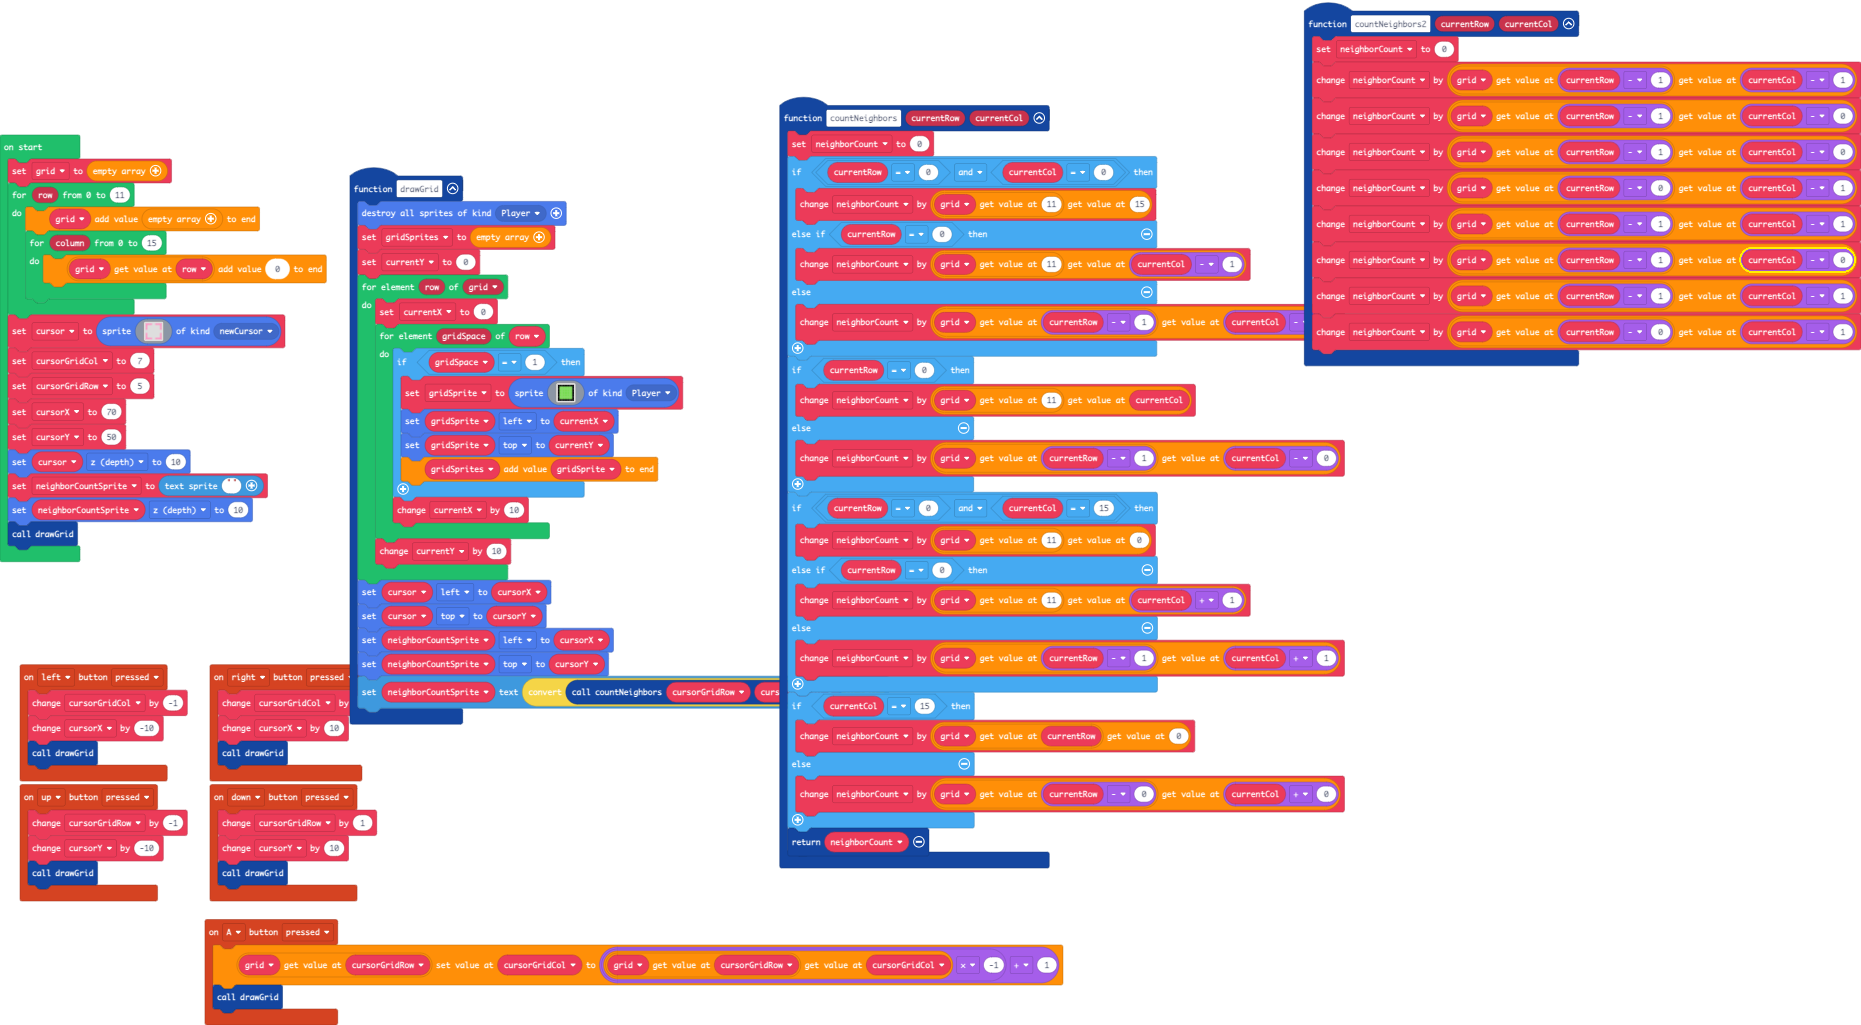 on start
set grid to empty array
for row from 0 to 11
do grid add value empty array to end
for column from 0 to 15
do grid get value at row add value 0 to end
set cursor to sprite of kind newCursor
set cursorGridCol to 7
set cursorGridRow to 5
set cursorX to 70
set cursorY to 50
set cursor z (depth) to 10
set neighborCountSprite to text sprite " "
set neighborCountSprite z (depth) to 10
call drawGrid
on left button pressed
change cursorGridCol by -1
change cursorX by -10
call drawGrid
on right button pressed
change cursorGridCol by
change cursorX by 10
call drawGrid
on up button pressed
change cursorGridRow by -1
change cursorY by -10
call drawGrid
on down button pressed
change cursorGridRow by 1
change cursorY by 10
call drawGrid
on A button pressed
grid get value at cursorGridRow set value at cursorGridCol to grid get value at cursorGridRow get value at cursorGridCol × -1 + 1
call drawGrid
function drawGrid
destroy all sprites of kind Player
set gridSprites to empty array
set currentY to 0
for element row of grid
do set currentX to 0
for element gridSpace of row
do if gridSpace = 1 then
set gridSprite to sprite of kind Player
set gridSprite left to currentX
set gridSprite top to currentY
gridSprites add value gridSprite to end
change currentX by 10
change currentY by 10
set cursor left to cursorX
set cursor top to cursorY
set neighborCountSprite left to cursorX
set neighborCountSprite top to cursorY
set neighborCountSprite text convert call countNeighbors cursorGridRow curs
function countNeighbors currentRow currentCol
set neighborCount to 0
if currentRow = 0 and currentCol = 0 then
change neighborCount by grid get value at 11 get value at 15
else if currentRow = 0 then
change neighborCount by grid get value at 11 get value at currentCol - 1
else
change neighborCount by grid get value at currentRow - 1 get value at currentCol -
if currentRow = 0 then
change neighborCount by grid get value at 11 get value at currentCol
else
change neighborCount by grid get value at currentRow - 1 get value at currentCol - 0
if currentRow = 0 and currentCol = 15 then
change neighborCount by grid get value at 11 get value at 0
else if currentRow = 0 then
change neighborCount by grid get value at 11 get value at currentCol + 1
else
change neighborCount by grid get value at currentRow - 1 get value at currentCol + 1
if currentCol = 15 then
change neighborCount by grid get value at currentRow get value at 0
else
change neighborCount by grid get value at currentRow - 0 get value at currentCol + 0
return neighborCount
function countNeighbors2 currentRow currentCol
set neighborCount to 0
change neighborCount by grid get value at currentRow - 1 get value at currentCol - 1
change neighborCount by grid get value at currentRow - 1 get value at currentCol - 0
change neighborCount by grid get value at currentRow - 1 get value at currentCol - 0
change neighborCount by grid get value at currentRow - 0 get value at currentCol - 1
change neighborCount by grid get value at currentRow - 1 get value at currentCol - 1
change neighborCount by grid get value at currentRow - 1 get value at currentCol - 0
change neighborCount by grid get value at currentRow - 1 get value at currentCol - 1
change neighborCount by grid get value at currentRow - 0 get value at currentCol - 1